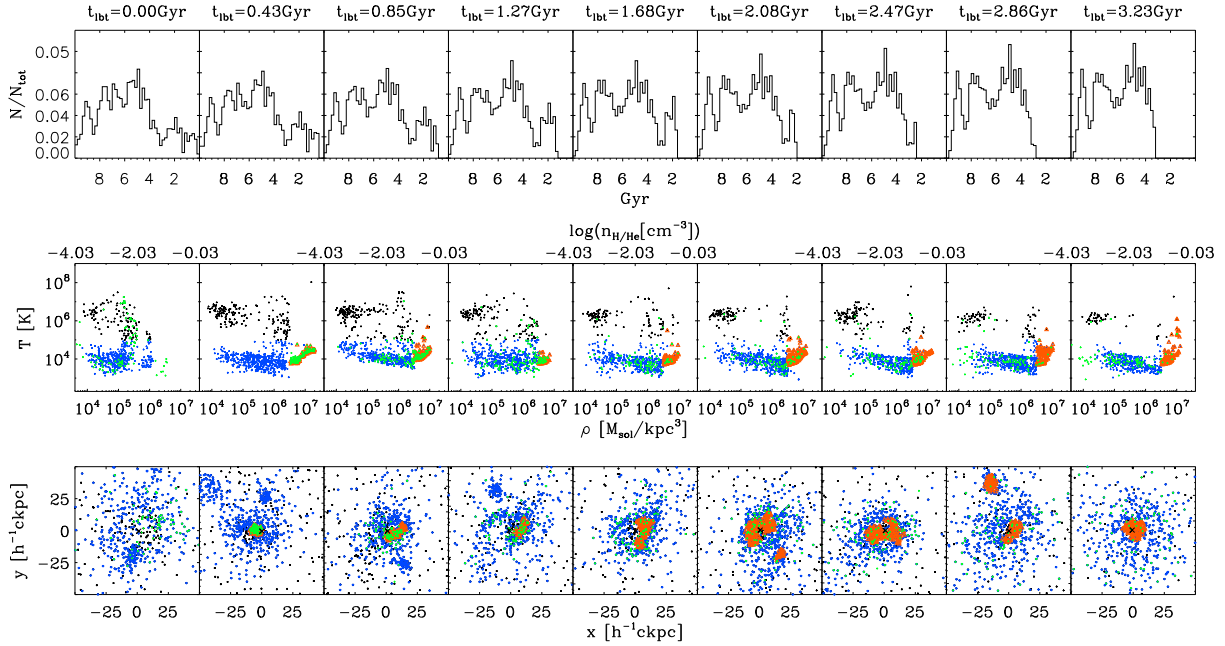 t_lbt=0.00Gyr t_lbt=0.43Gyr t_lbt=0.85Gyr t_lbt=1.27Gyr t_lbt=1.68Gyr t_lbt=2.08Gyr t_lbt=2.47Gyr t_lbt=2.86Gyr t_lbt=3.23Gyr
N/N_tot
0.05
0.06
0.04
0.02
0.00
8 6 4 2 8 6 4 2 8 6 4 2 8 6 4 2 8 6 4 2 8 6 4 2 8 6 4 2 8 6 4 2 8 6 4 2
Gyr
log(n_H/He[cm^-3])
-4.03 -2.03 -4.03 -2.03 -0.03 -4.03 -2.03 -0.03 -4.03 -2.03 -0.03 -4.03 -2.03 -0.03
T [K]
10^8
10^6
10^4
10^4 10^5 10^6 10^7 10^4 10^5 10^6 10^7 10^4 10^5 10^6 10^7 10^4 10^5 10^6 10^7 10^4 10^5 10^6 10^7 10^4 10^5 10^6 10^7 10^4 10^5 10^6 10^7 10^4 10^5 10^6 10^7 10^4 10^5 10^6 10^7
ρ [M_sol/kpc^3]
y [h^-1ckpc]
25
0
-25
-25 0 25 -25 0 25 -25 0 25 -25 0 25 -25 0 25 -25 0 25 -25 0 25 -25 0 25 -25 0 25
x [h^-1ckpc]